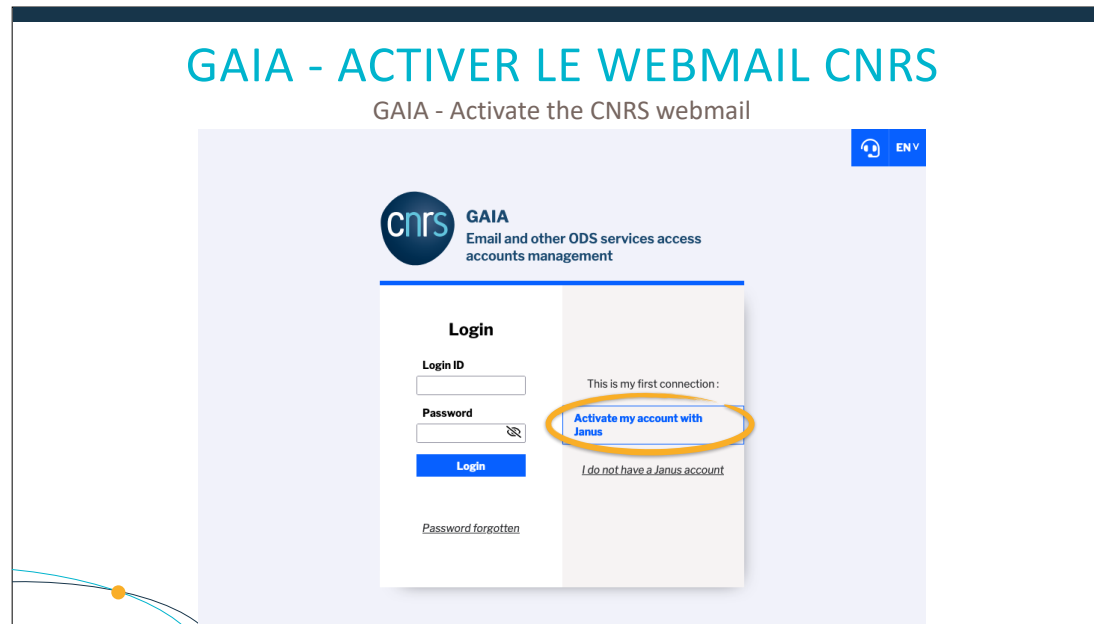 GAIA - ACTIVER LE WEBMAIL CNRS
GAIA - Activate the CNRS webmail
EN
cnrs
GAIA
Email and other ODS services access
accounts management
Login
Login ID
Password
Login
Password forgotten
This is my first connection :
Activate my account with
Janus
I do not have a Janus account